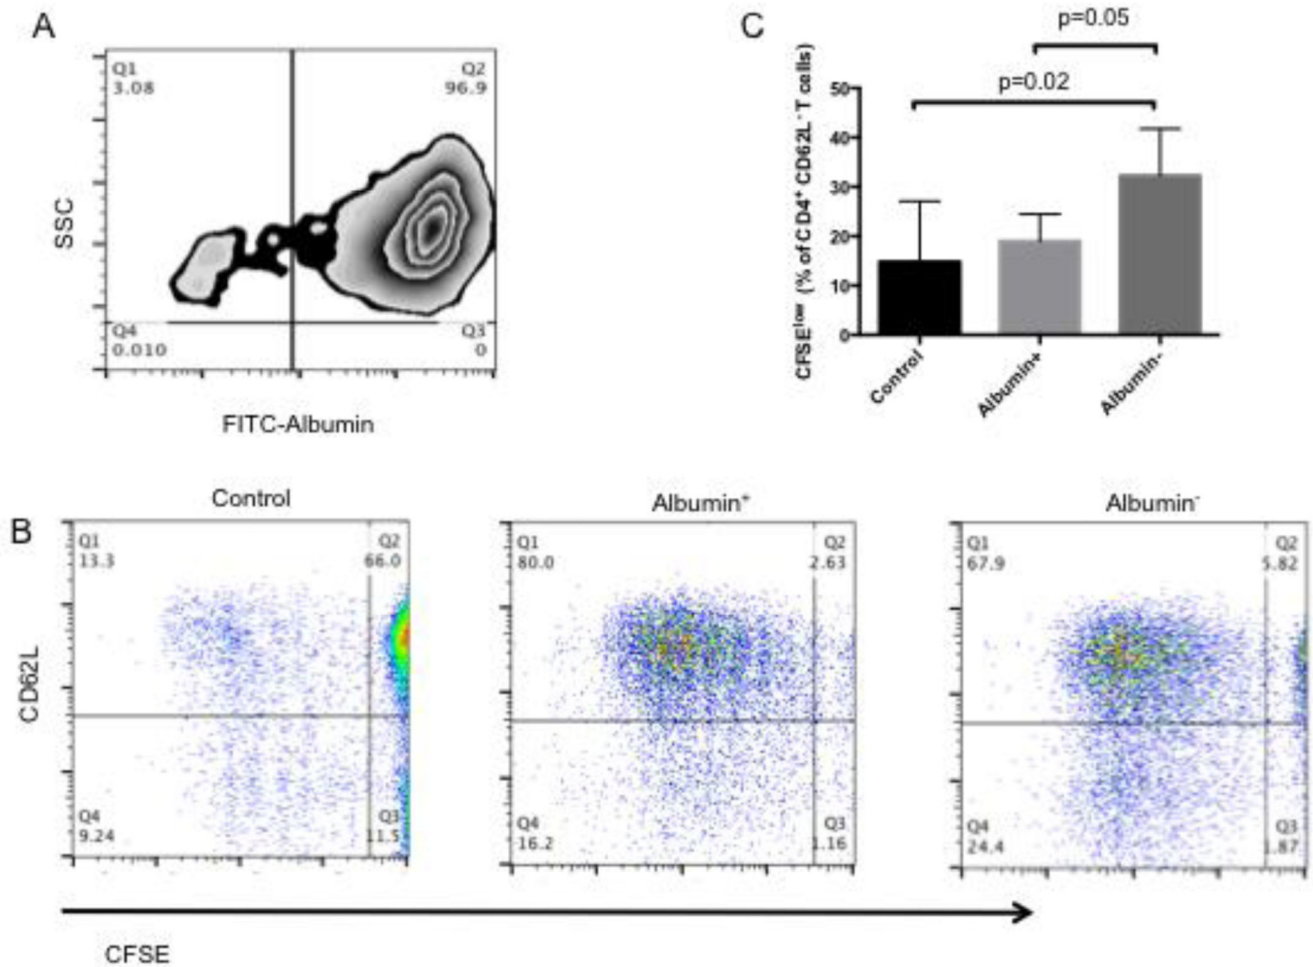 A
Q1
3.08
Q2
96.9
SSC
Q4
0.010
Q3
0
FITC-Albumin
C
p=0.05
p=0.02
CFSElow (% of CD4+ CD62L-T cells)
50
40
30
20
10
0
Control
Albumin+
Albumin-
B
Control
Q1
13.3
Q2
66.0
CD62L
Q4
9.24
Q3
11.5
Albumin+
Q1
80.0
Q2
2.63
Q4
16.2
Q3
1.16
Albumin-
Q1
67.9
Q2
5.82
Q4
24.4
Q3
1.87
CFSE